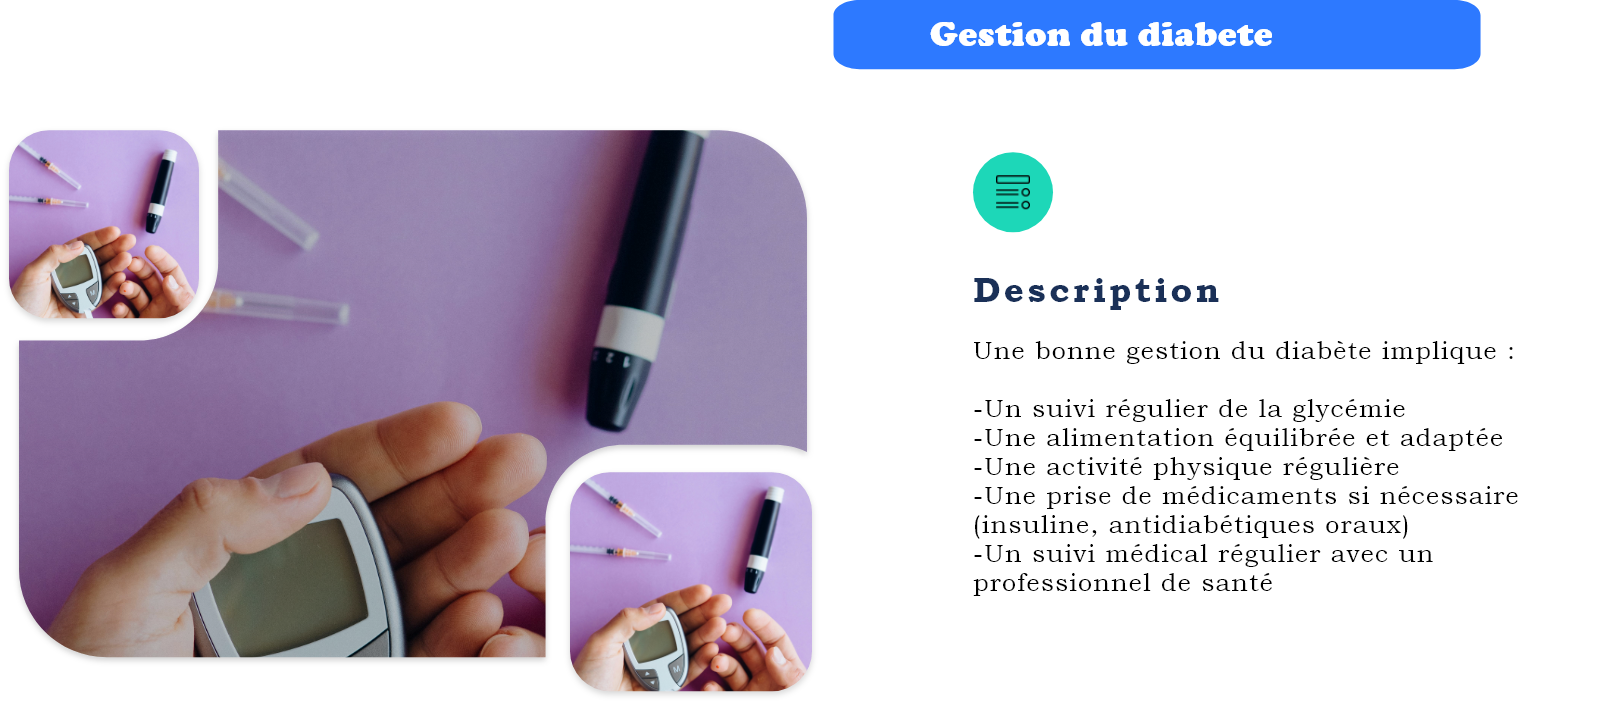 Gestion du diabete
Description
Une bonne gestion du diabète implique :
-Un suivi régulier de la glycémie
-Une alimentation équilibrée et adaptée
-Une activité physique régulière
-Une prise de médicaments si nécessaire
(insuline, antidiabétiques oraux)
-Un suivi médical régulier avec un
professionnel de santé